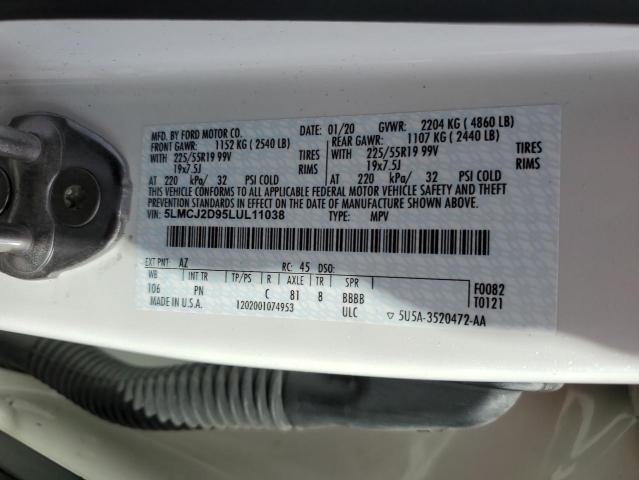 MFD. BY FORD MOTOR CO.
DATE: 01/20 GVWR: 2204 KG ( 4860 LB)
FRONT GAWR: 1152 KG ( 2540 LB) REAR GAWR: 1107 KG ( 2440 LB)
WITH 225/55R19 99V TIRES WITH 225/55R19 99V TIRES
19x7.5J RIMS 19x7.5J RIMS
AT 220 kPa/ 32 PSI COLD AT 220 kPa/ 32 PSI COLD
THIS VEHICLE CONFORMS TO ALL APPLICABLE FEDERAL MOTOR VEHICLE SAFETY AND THEFT PREVENTION
STANDARDS IN EFFECT ON THE DATE OF MANUFACTURE SHOWN ABOVE.
VIN: 5LMCJ2D95LUL11038 TYPE: MPV
EXT PNT: AZ RC: 45 DSO:
WB INT TR TP/PS R AXLE TR SPR F0082
106 PN C 81 8 BBBB T0121
MADE IN U.S.A. 1202001074953 ULC ▽ 5U5A-3520472-AA